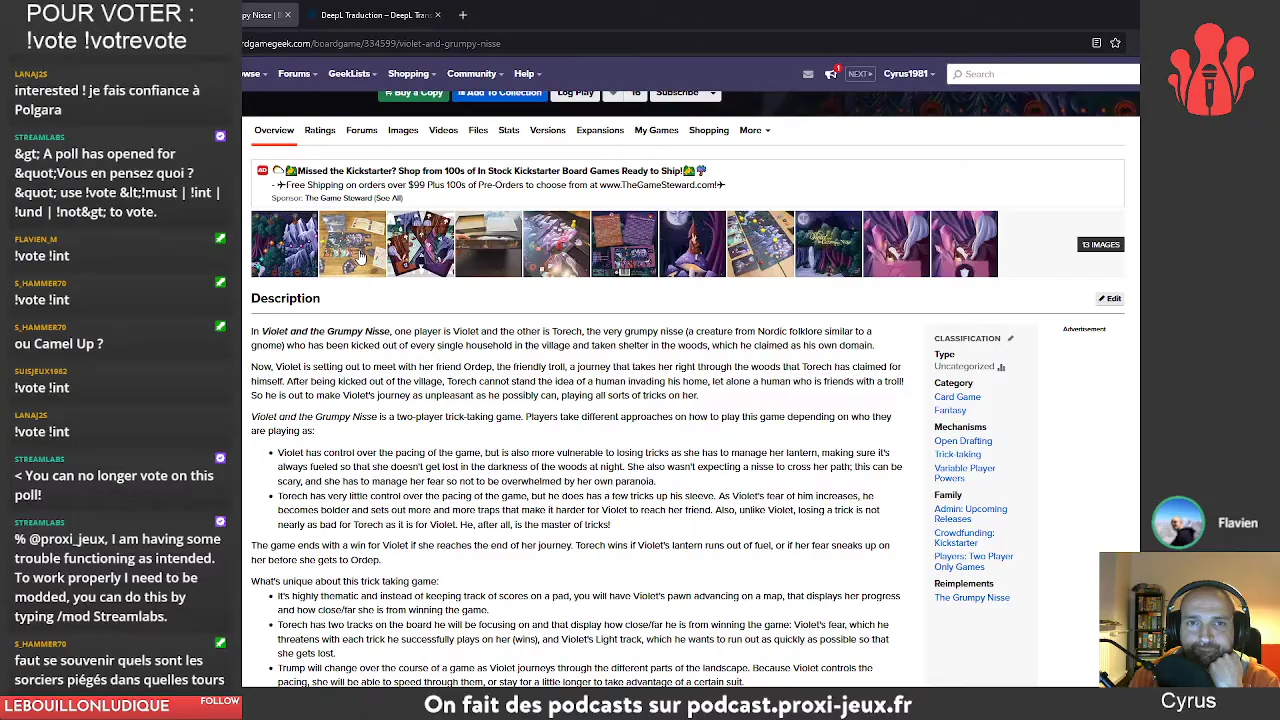 POUR VOTER :
!vote !votrevote
LANAJ2S
interested ! je fais confiance à
Polgara
STREAMLABS
&gt; A poll has opened for
&quot;Vous en pensez quoi ?
&quot; use !vote &lt;!must | !int |
!und | !not&gt; to vote.
FLAVIEN_M
!vote !int
S_HAMMER70
!vote !int
S_HAMMER70
ou Camel Up ?
SUISJEUX1982
!vote !int
LANAJ2S
!vote !int
STREAMLABS
< You can no longer vote on this
poll!
STREAMLABS
% @proxi_jeux, I am having some
trouble functioning as intended.
To work properly I need to be
modded, you can do this by
typing /mod Streamlabs.
S_HAMMER70
faut se souvenir quels sont les
sorciers piégés dans quelles tours
LEBOUILLONLUDIQUE FOLLOW
y Nisse | B × DeepL Traduction – DeepL Trans × +
rdgamegeek.com/boardgame/334599/violet-and-grumpy-nisse
wse Forums GeekLists Shopping Community Help 1 NEXT» Cyrus1981 Search
Buy a Copy Add To Collection Log Play 18 Subscribe
Overview Ratings Forums Images Videos Files Stats Versions Expansions My Games Shopping More
AD Missed the Kickstarter? Shop from 100s of In Stock Kickstarter Board Games Ready to Ship!
- ✈Free Shipping on orders over $99 Plus 100s of Pre-Orders to choose from at www.TheGameSteward.com!✈
Sponsor: The Game Steward (See All)
13 IMAGES
Description
Edit
In Violet and the Grumpy Nisse, one player is Violet and the other is Torech, the very grumpy nisse (a creature from Nordic folklore similar to a
gnome) who has been kicked out of every single household in the village and taken shelter in the woods, which he claimed as his own domain.
Now, Violet is setting out to meet with her friend Ordep, the friendly troll, a journey that takes her right through the woods that Torech has claimed for
himself. After being kicked out of the village, Torech cannot stand the idea of a human invading his home, let alone a human who is friends with a troll!
So he is out to make Violet's journey as unpleasant as he possibly can, playing all sorts of tricks on her.
Violet and the Grumpy Nisse is a two-player trick-taking game. Players take different approaches on how to play this game depending on who they
are playing as:
• Violet has control over the pacing of the game, but is also more vulnerable to losing tricks as she has to manage her lantern, making sure it's
always fueled so that she doesn't get lost in the darkness of the woods at night. She also wasn't expecting a nisse to cross her path; this can be
scary, and she has to manage her fear so not to be overwhelmed by her own paranoia.
• Torech has very little control over the pacing of the game, but he does has a few tricks up his sleeve. As Violet's fear of him increases, he
becomes bolder and sets out more and more traps that make it harder for Violet to reach her friend. Also, unlike Violet, losing a trick is not
nearly as bad for Torech as it is for Violet. He, after all, is the master of tricks!
The game ends with a win for Violet if she reaches the end of her journey. Torech wins if Violet's lantern runs out of fuel, or if her fear sneaks up on
her before she gets to Ordep.
What's unique about this trick taking game:
• It's highly thematic and instead of keeping track of scores on a pad, you will have Violet's pawn advancing on a map, that displays her progress
and how close/far she is from winning the game.
• Torech has two tracks on the board he will be focusing on and that display how close/far he is from winning the game: Violet's fear, which he
threatens with each trick he successfully plays on her (wins), and Violet's Light track, which he wants to run out as quickly as possible so that
she gets lost.
• Trump will change over the course of the game as Violet journeys through the different parts of the landscape. Because Violet controls the
pacing, she will be able to speed through them, or stay for a little longer to take advantage of a certain suit.
CLASSIFICATION
Type
Uncategorized
Category
Card Game
Fantasy
Mechanisms
Open Drafting
Trick-taking
Variable Player
Powers
Family
Admin: Upcoming
Releases
Crowdfunding:
Kickstarter
Players: Two Player
Only Games
Reimplements
The Grumpy Nisse
Advertisement
Flavien
Cyrus
On fait des podcasts sur podcast.proxi-jeux.fr